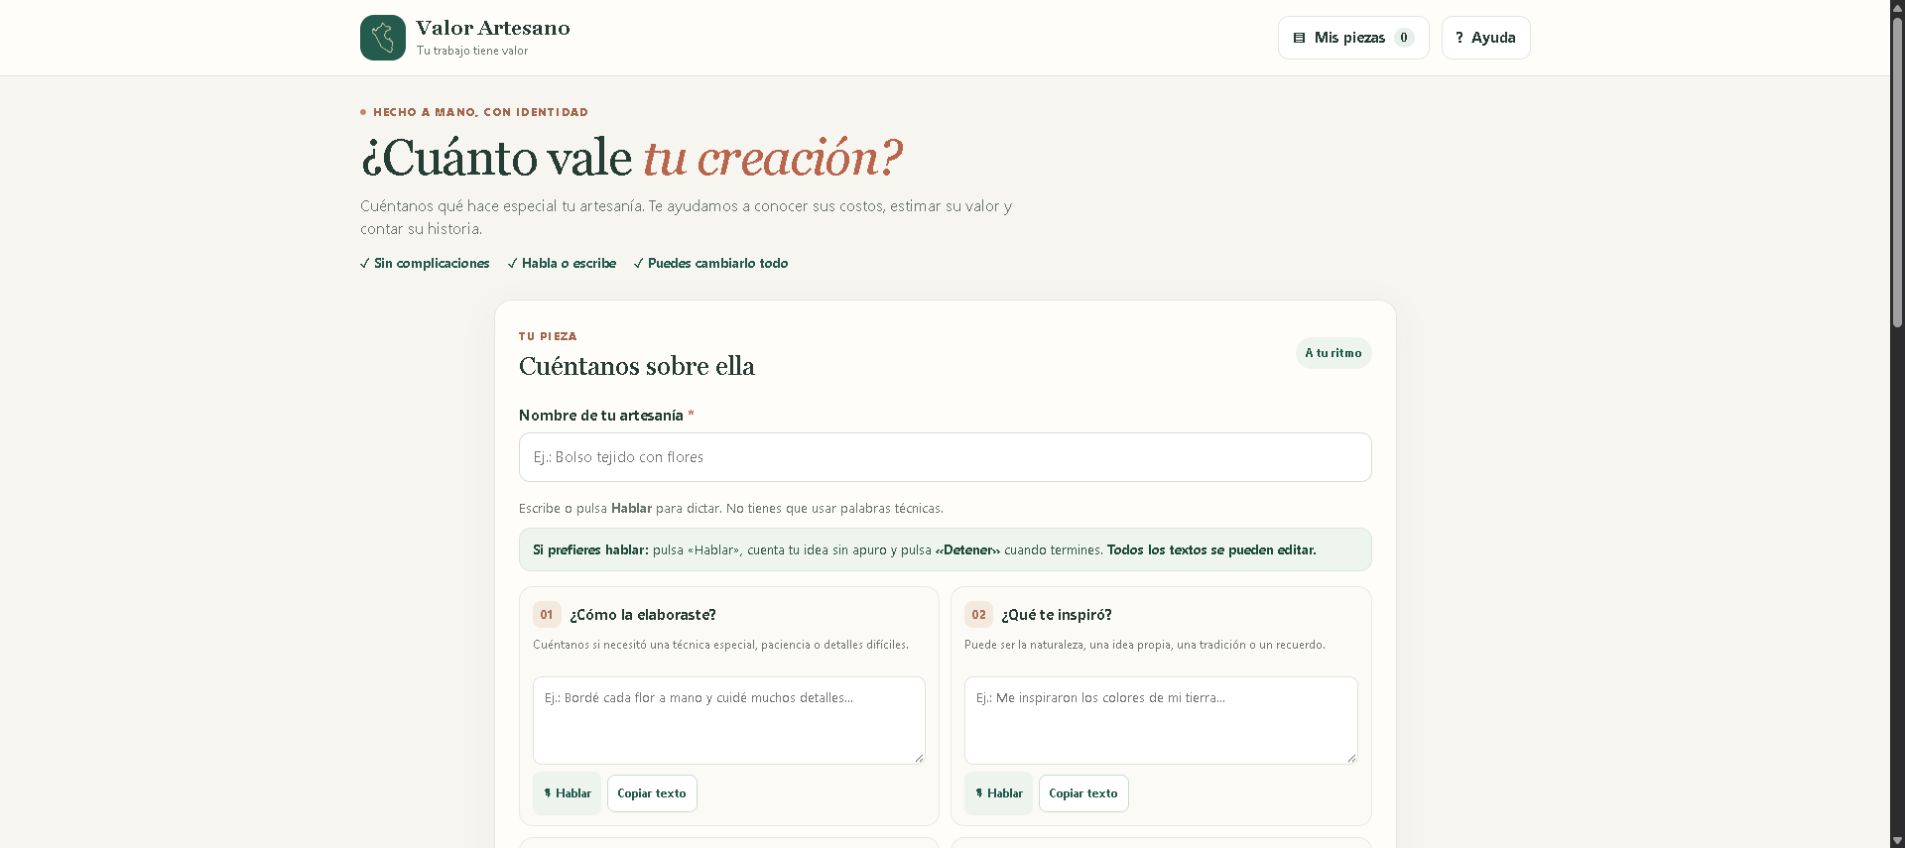 Valor Artesano
Tu trabajo tiene valor
Mis piezas 0
? Ayuda
HECHO A MANO, CON IDENTIDAD
¿Cuánto vale tu creación?
Cuéntanos qué hace especial tu artesanía. Te ayudamos a conocer sus costos, estimar su valor y
contar su historia.
✓ Sin complicaciones ✓ Habla o escribe ✓ Puedes cambiarlo todo
TU PIEZA
Cuéntanos sobre ella
A tu ritmo
Nombre de tu artesanía *
Ej.: Bolso tejido con flores
Escribe o pulsa Hablar para dictar. No tienes que usar palabras técnicas.
Si prefieres hablar: pulsa «Hablar», cuenta tu idea sin apuro y pulsa «Detener» cuando termines. Todos los textos se pueden editar.
01 ¿Cómo la elaboraste?
Cuéntanos si necesitó una técnica especial, paciencia o detalles difíciles.
Ej.: Bordé cada flor a mano y cuidé muchos detalles...
Hablar
Copiar texto
02 ¿Qué te inspiró?
Puede ser la naturaleza, una idea propia, una tradición o un recuerdo.
Ej.: Me inspiraron los colores de mi tierra...
Hablar
Copiar texto